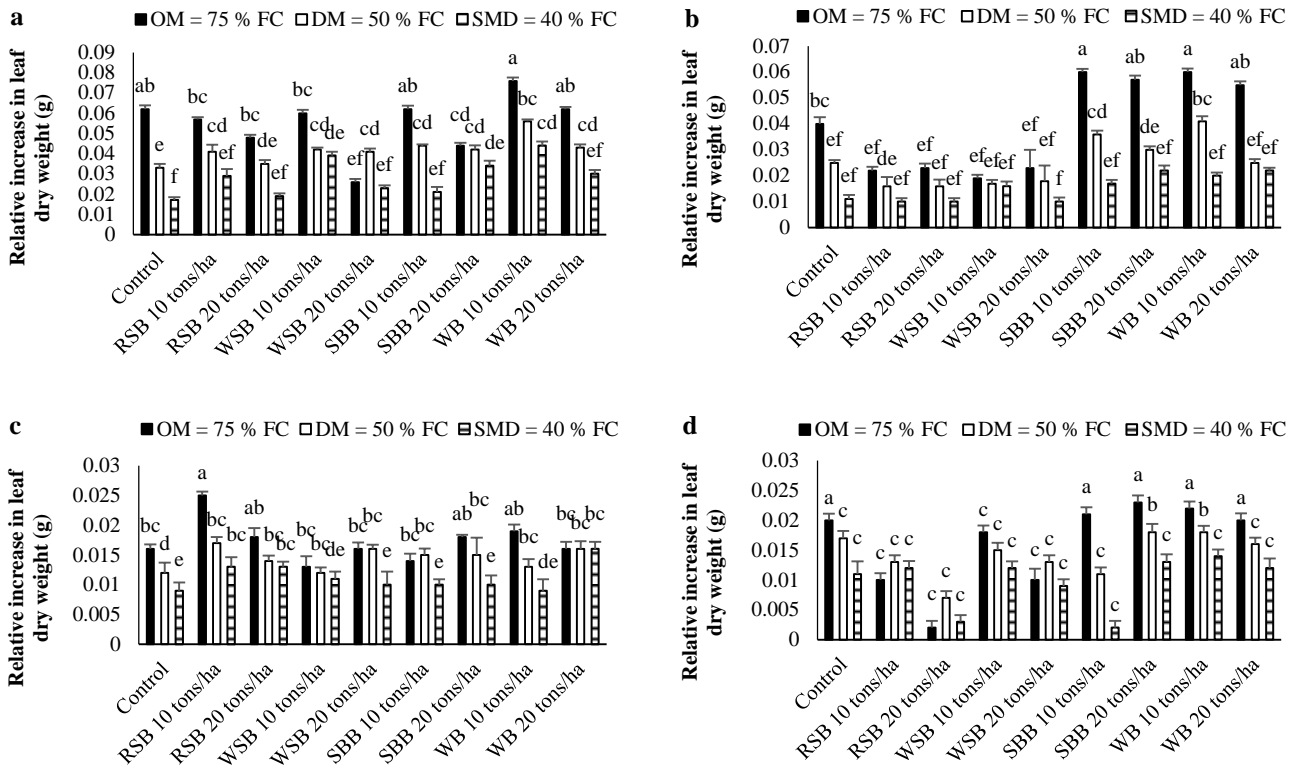 a
OM = 75 % FC DM = 50 % FC SMD = 40 % FC
Relative increase in leaf
dry weight (g)
0.09
0.08
0.07
0.06
0.05
0.04
0.03
0.02
0.01
0
ab e f bc cd ef bc de ef bc cd de ef cd ef ab cd ef cd cd de a bc cd ab cd ef
Control
RSB 10 tons/ha
RSB 20 tons/ha
WSB 10 tons/ha
WSB 20 tons/ha
SBB 10 tons/ha
SBB 20 tons/ha
WB 10 tons/ha
WB 20 tons/ha
b
OM = 75 % FC DM = 50 % FC SMD = 40 % FC
Relative increase in leaf
dry weight (g)
0.07
0.06
0.05
0.04
0.03
0.02
0.01
0
bc ef ef ef de ef ef ef ef ef ef ef ef ef f a cd ef ab de ef a bc ef ab ef ef
Control
RSB 10 tons/ha
RSB 20 tons/ha
WSB 10 tons/ha
WSB 20 tons/ha
SBB 10 tons/ha
SBB 20 tons/ha
WB 10 tons/ha
WB 20 tons/ha
c
OM = 75 % FC DM = 50 % FC SMD = 40 % FC
Relative increase in leaf
dry weight (g)
0.03
0.025
0.02
0.015
0.01
0.005
0
bc d e a bc bc ab bc bc bc bc de bc bc e bc bc e ab bc e ab bc de bc bc bc
Control
RSB 10 tons/ha
RSB 20 tons/ha
WSB 10 tons/ha
WSB 20 tons/ha
SBB 10 tons/ha
SBB 20 tons/ha
WB 10 tons/ha
WB 20 tons/ha
d
OM = 75 % FC DM = 50 % FC SMD = 40 % FC
Relative increase in leaf
dry weight (g)
0.03
0.025
0.02
0.015
0.01
0.005
0
a c c c c c c c c c c c c c c a c c a b c a b c a c c
Control
RSB 10 tons/ha
RSB 20 tons/ha
WSB 10 tons/ha
WSB 20 tons/ha
SBB 10 tons/ha
SBB 20 tons/ha
WB 10 tons/ha
WB 20 tons/ha